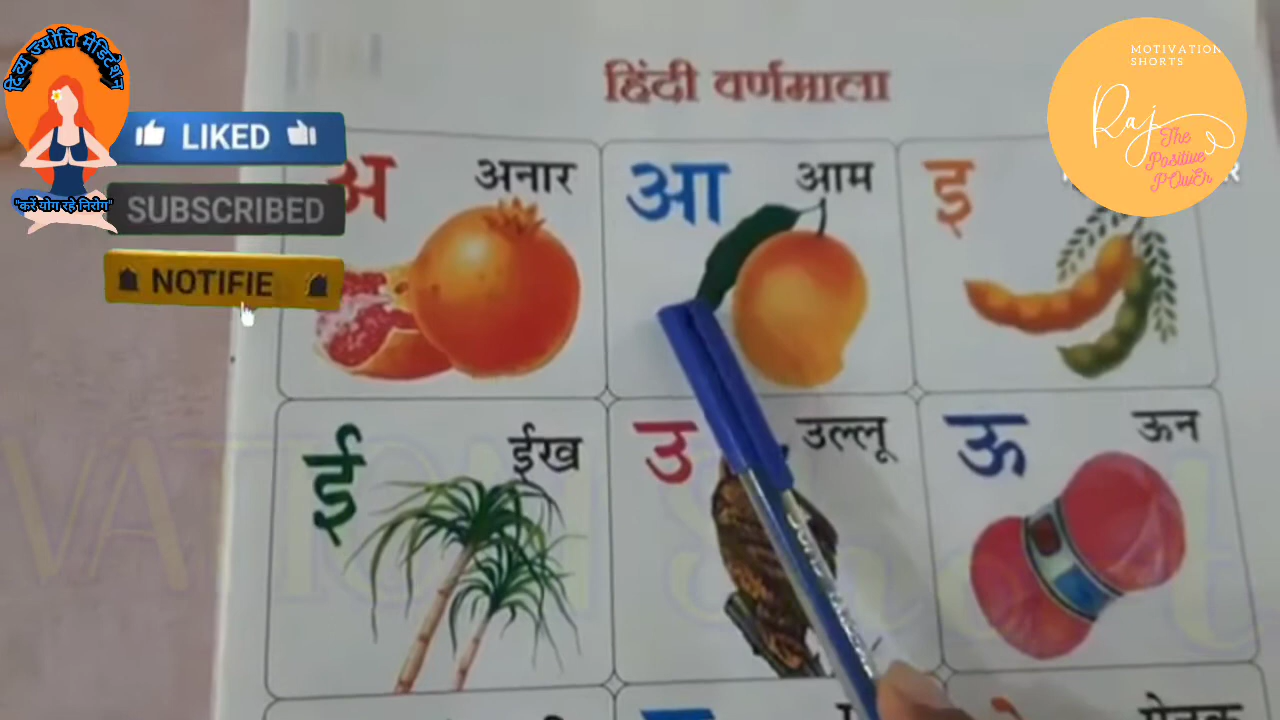 दिव्य ज्योति मेडिटेशन
"करें योग रहे निरोग"
LIKED
SUBSCRIBED
NOTIFIE
MOTIVATION
SHORTS
Raj
The
Positive
POwEr
हिंदी वर्णमाला
अ अनार
आ आम
इ
ई ईख
उ उल्लू
ऊ ऊन